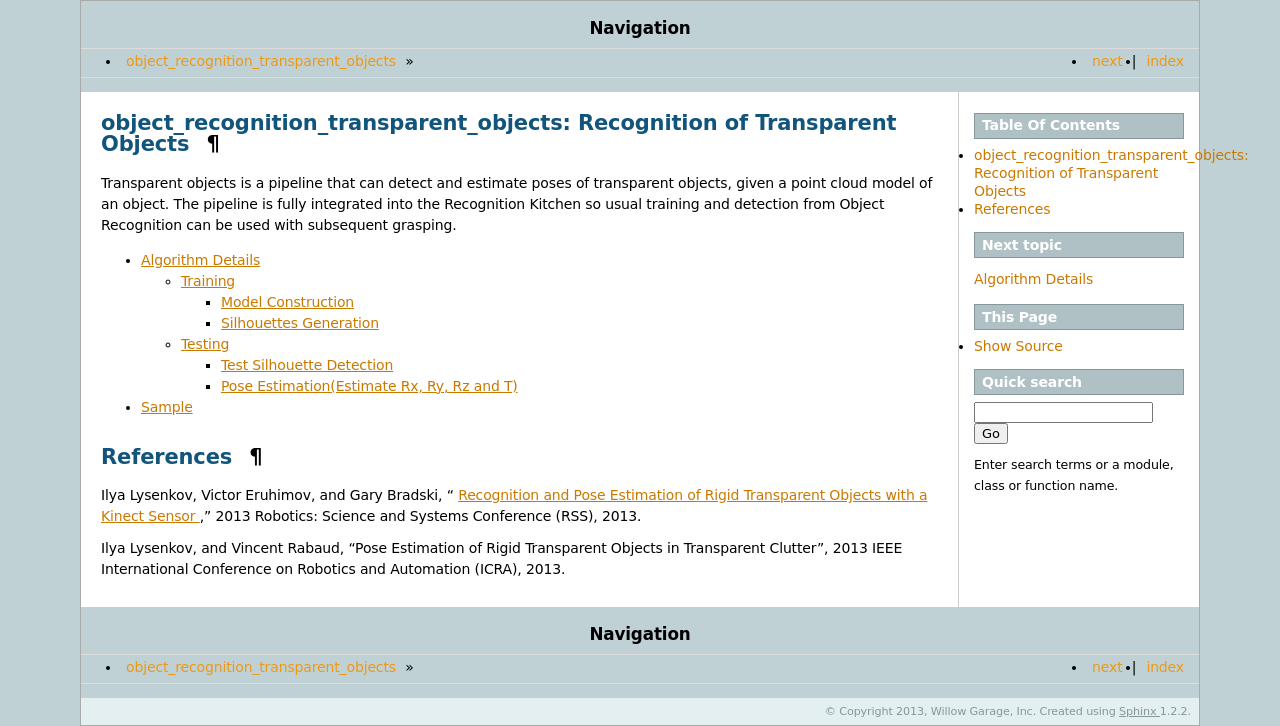 Navigation
object_recognition_transparent_objects »
next | index
object_recognition_transparent_objects: Recognition of Transparent
Objects ¶
Transparent objects is a pipeline that can detect and estimate poses of transparent objects, given a point cloud model of
an object. The pipeline is fully integrated into the Recognition Kitchen so usual training and detection from Object
Recognition can be used with subsequent grasping.
Algorithm Details
Training
Model Construction
Silhouettes Generation
Testing
Test Silhouette Detection
Pose Estimation(Estimate Rx, Ry, Rz and T)
Sample
References ¶
Ilya Lysenkov, Victor Eruhimov, and Gary Bradski, “ Recognition and Pose Estimation of Rigid Transparent Objects with a
Kinect Sensor ,” 2013 Robotics: Science and Systems Conference (RSS), 2013.
Ilya Lysenkov, and Vincent Rabaud, “Pose Estimation of Rigid Transparent Objects in Transparent Clutter”, 2013 IEEE
International Conference on Robotics and Automation (ICRA), 2013.
Table Of Contents
object_recognition_transparent_objects:
Recognition of Transparent
Objects
References
Next topic
Algorithm Details
This Page
Show Source
Quick search
Go
Enter search terms or a module,
class or function name.
Navigation
object_recognition_transparent_objects »
next | index
© Copyright 2013, Willow Garage, Inc. Created using Sphinx 1.2.2.